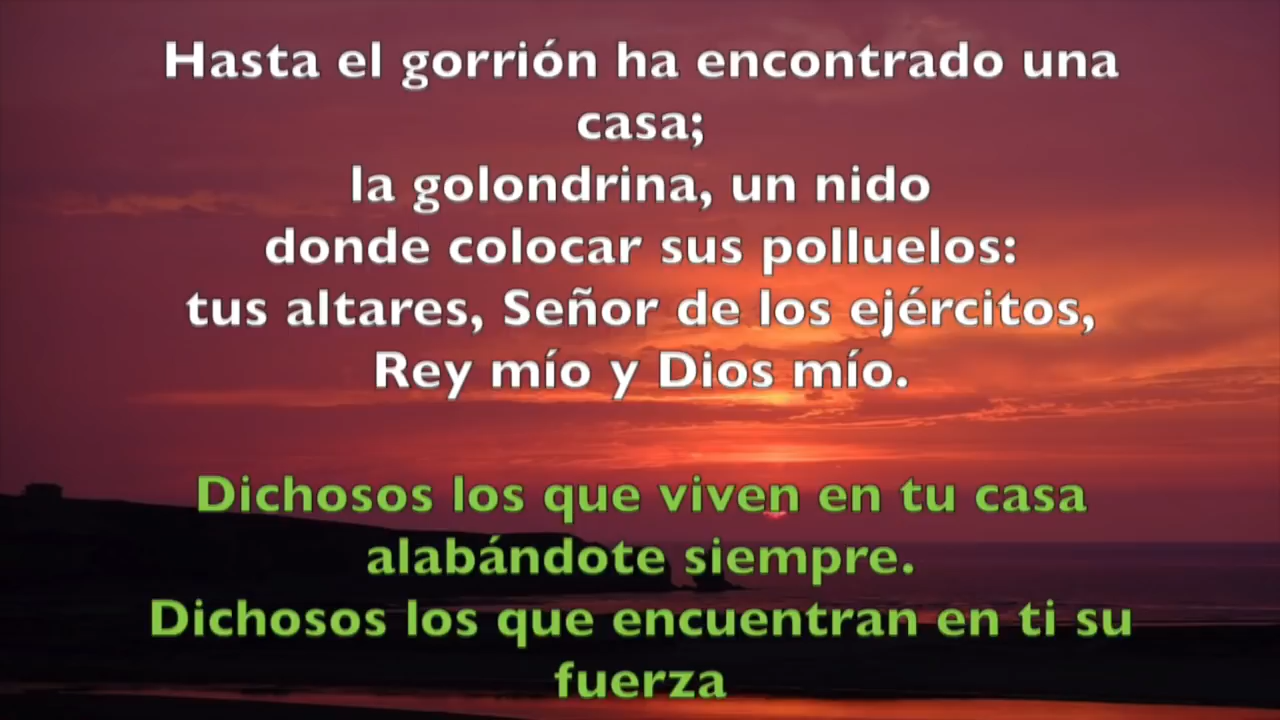 Hasta el gorrión ha encontrado una
casa;
la golondrina, un nido
donde colocar sus polluelos:
tus altares, Señor de los ejércitos,
Rey mío y Dios mío.
Dichosos los que viven en tu casa
alabándote siempre.
Dichosos los que encuentran en ti su
fuerza